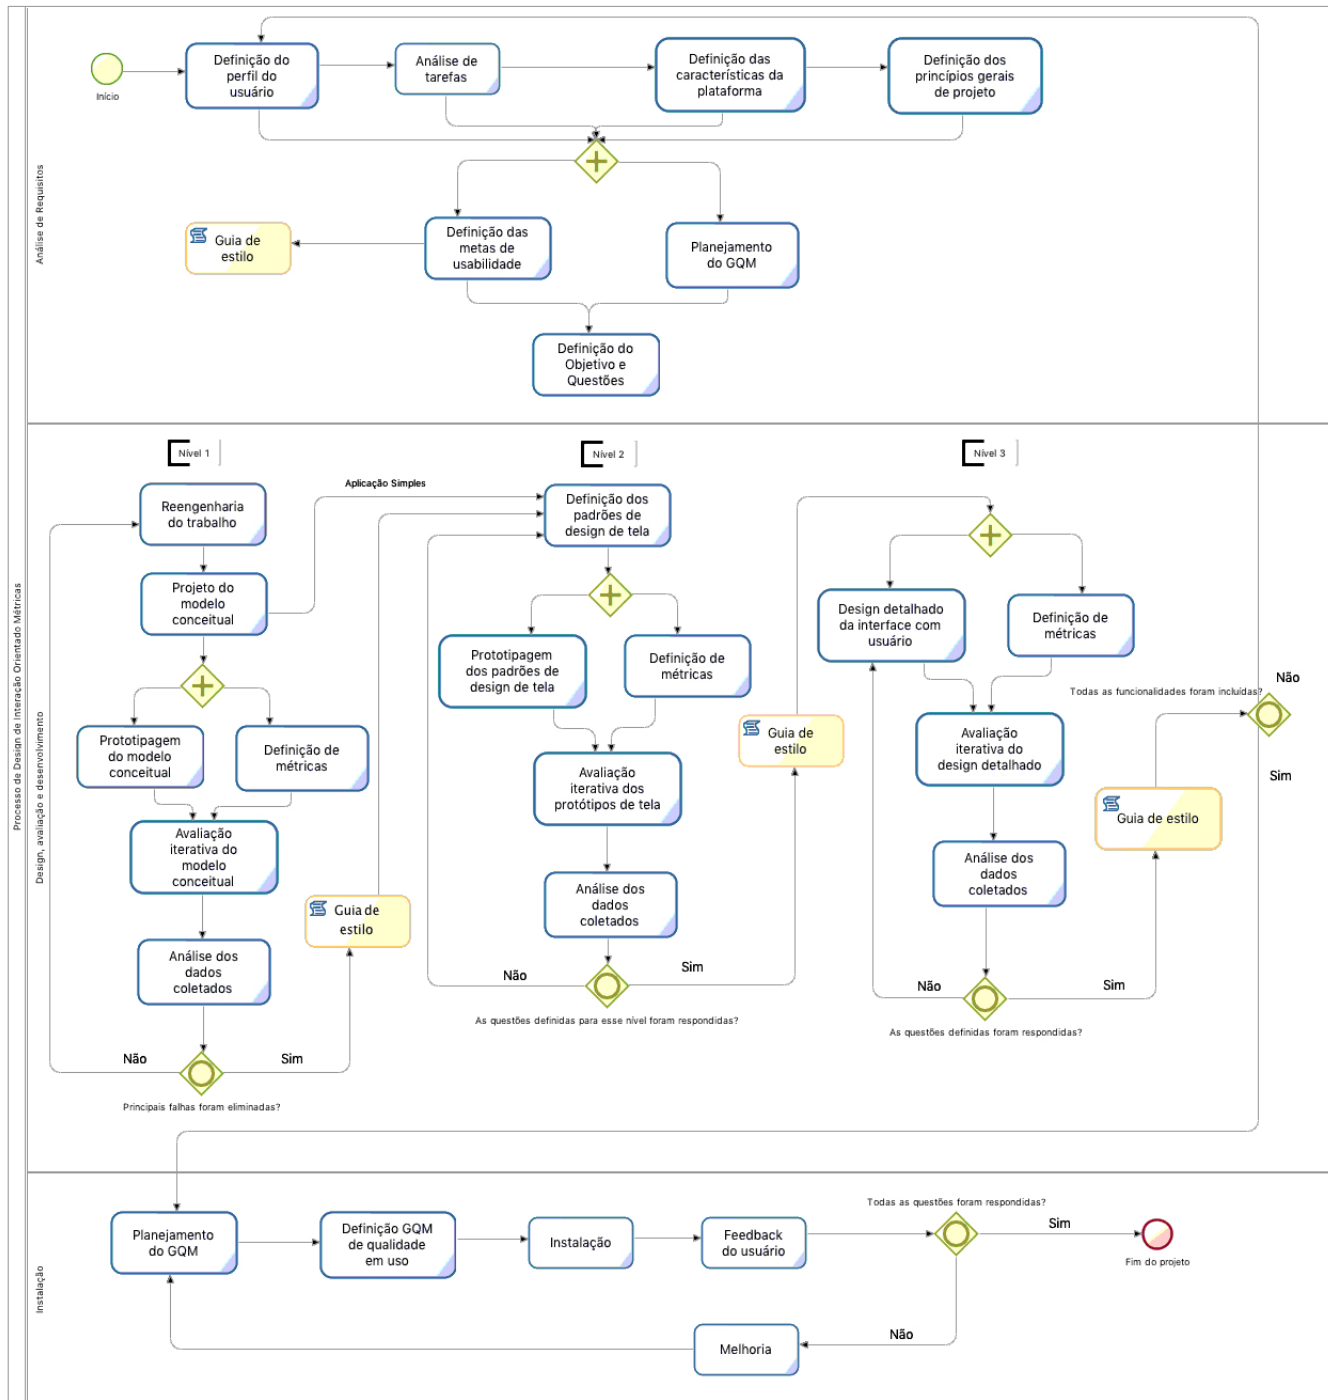 Processo de Design de Interação Orientado Métricas
Análise de Requisitos
Início
Definição do
perfil do
usuário
Análise de
tarefas
Definição das
características da
plataforma
Definição dos
princípios gerais
de projeto
Guia de
estilo
Definição das
metas de
usabilidade
Planejamento
do GQM
Definição do
Objetivo e
Questões
Design, avaliação e desenvolvimento
Nível 1
Reengenharia
do trabalho
Projeto do
modelo
conceitual
Aplicação Simples
Prototipagem
do modelo
conceitual
Definição de
métricas
Avaliação
iterativa do
modelo
conceitual
Análise dos
dados
coletados
Não
Sim
Principais falhas foram eliminadas?
Guia de
estilo
Nível 2
Definição dos
padrões de
design de tela
Prototipagem
dos padrões de
design de tela
Definição de
métricas
Avaliação
iterativa dos
protótipos de
tela
Análise dos
dados
coletados
Não
Sim
As questões definidas para esse nível foram respondidas?
Guia de
estilo
Nível 3
Design detalhado
da interface com
usuário
Definição de
métricas
Avaliação
iterativa do
design detalhado
Análise dos
dados
coletados
Não
Sim
As questões definidas foram respondidas?
Guia de estilo
Todas as funcionalidades foram incluídas?
Não
Sim
Instalação
Planejamento
do GQM
Definição GQM
de qualidade
em uso
Instalação
Feedback
do usuário
Todas as questões foram respondidas?
Sim
Fim do projeto
Não
Melhoria